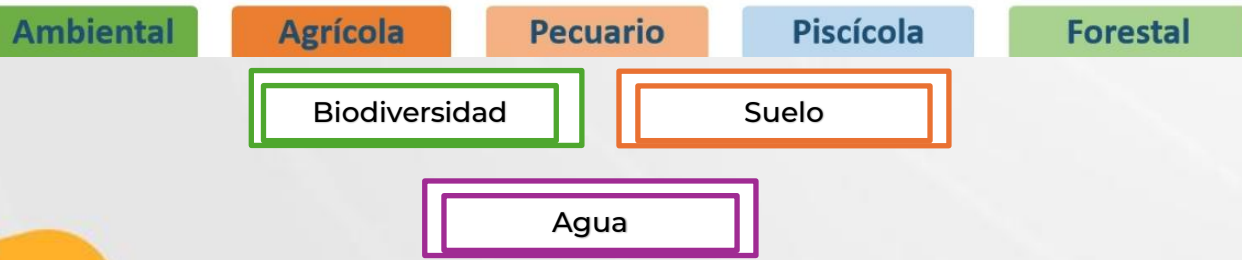 Ambiental Agrícola Pecuario Piscícola Forestal
Biodiversidad Suelo
Agua